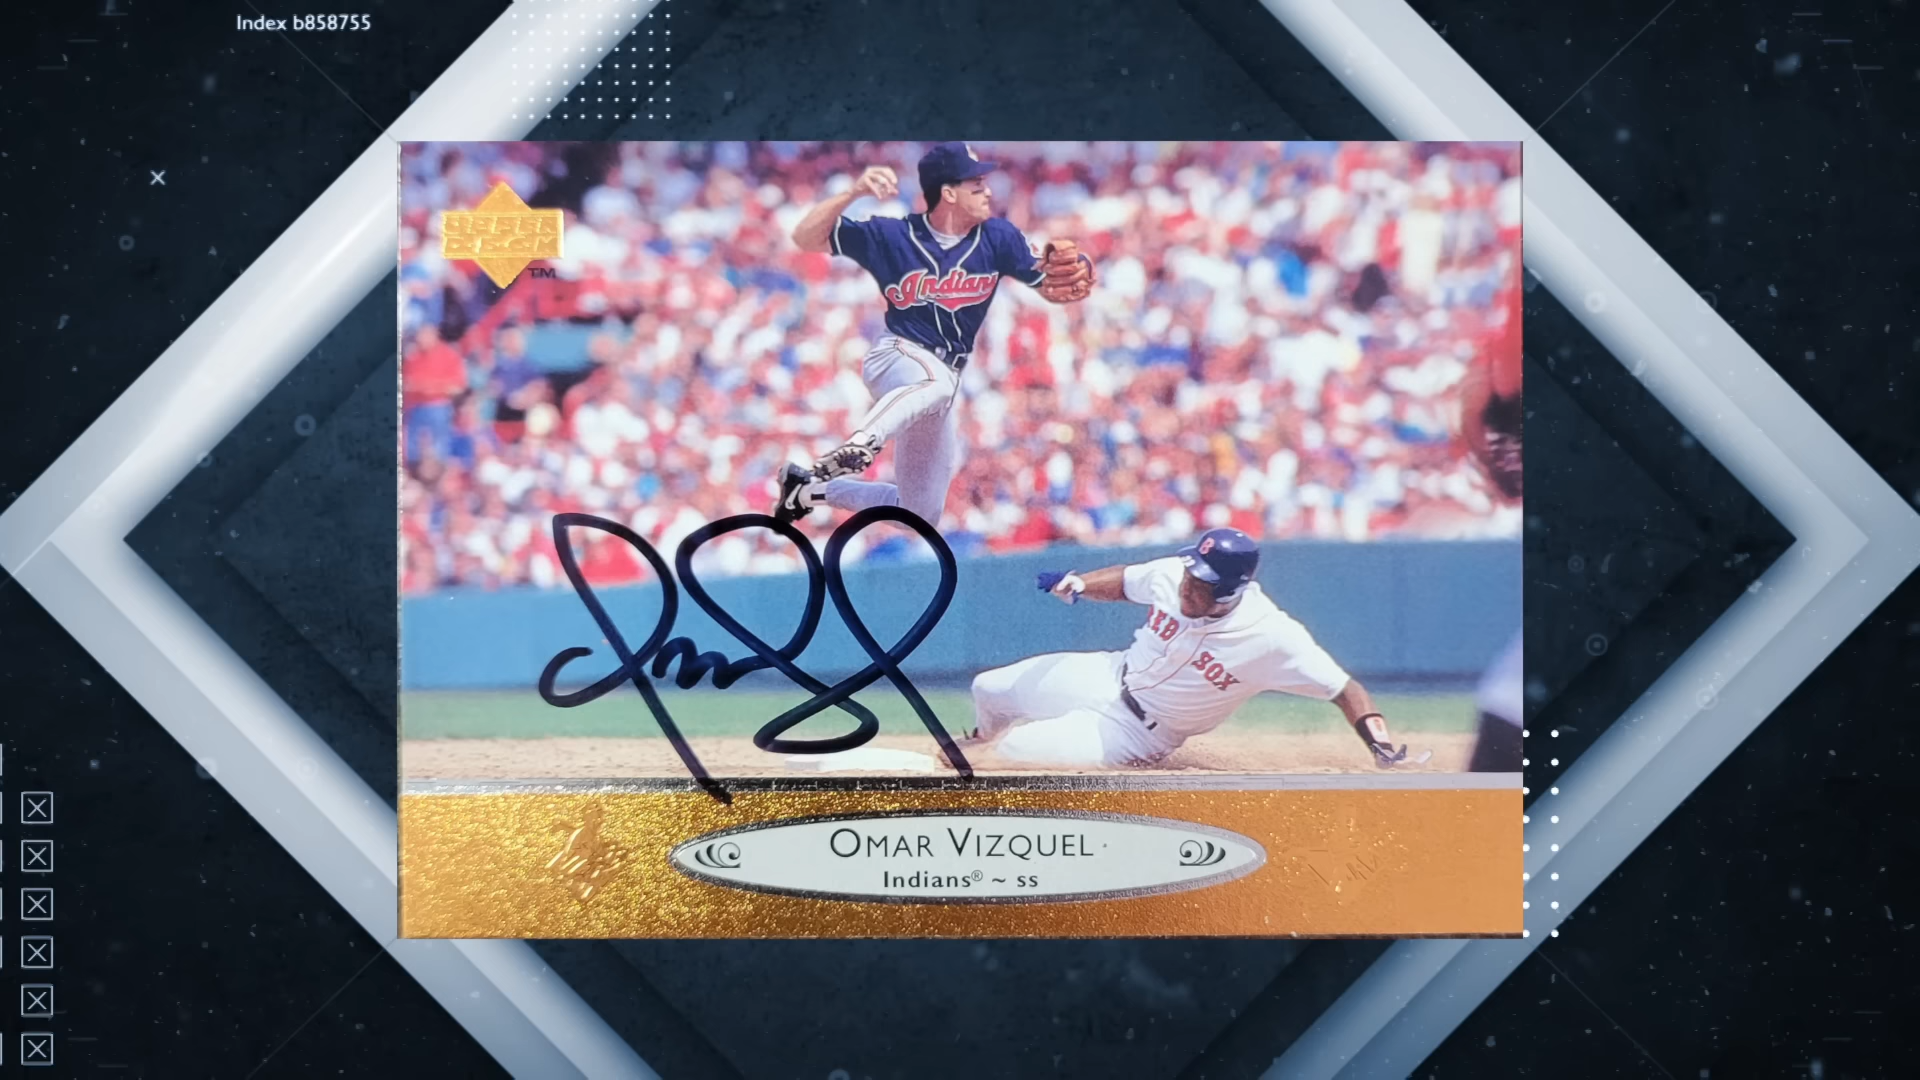 Index b858755
UPPER
DECK
TM
Indians
B
RED
SOX
OMAR VIZQUEL
Indians® ~ ss